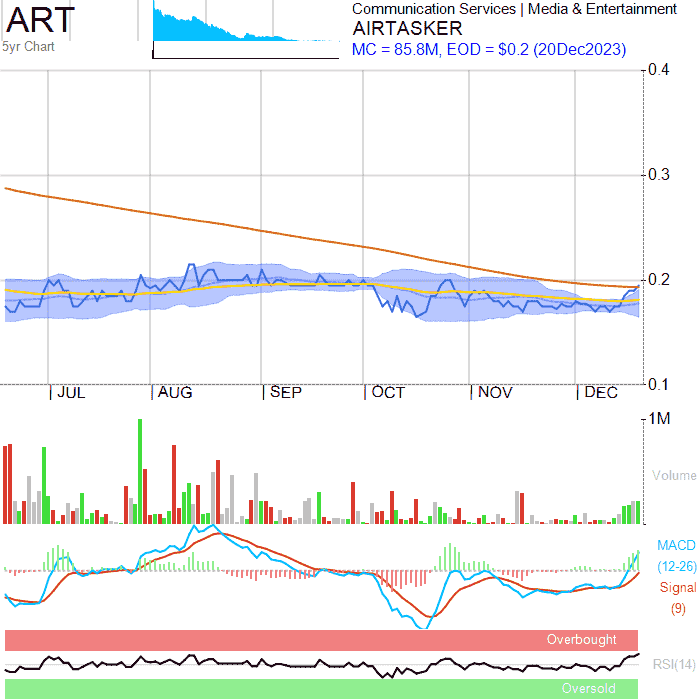 ART
5yr Chart
Communication Services | Media & Entertainment
AIRTASKER
MC = 85.8M, EOD = $0.2 (20Dec2023)
0.4
0.3
0.2
0.1
JUL AUG SEP OCT NOV DEC
1M
Volume
MACD
(12-26)
Signal
(9)
Overbought
RSI(14)
Oversold